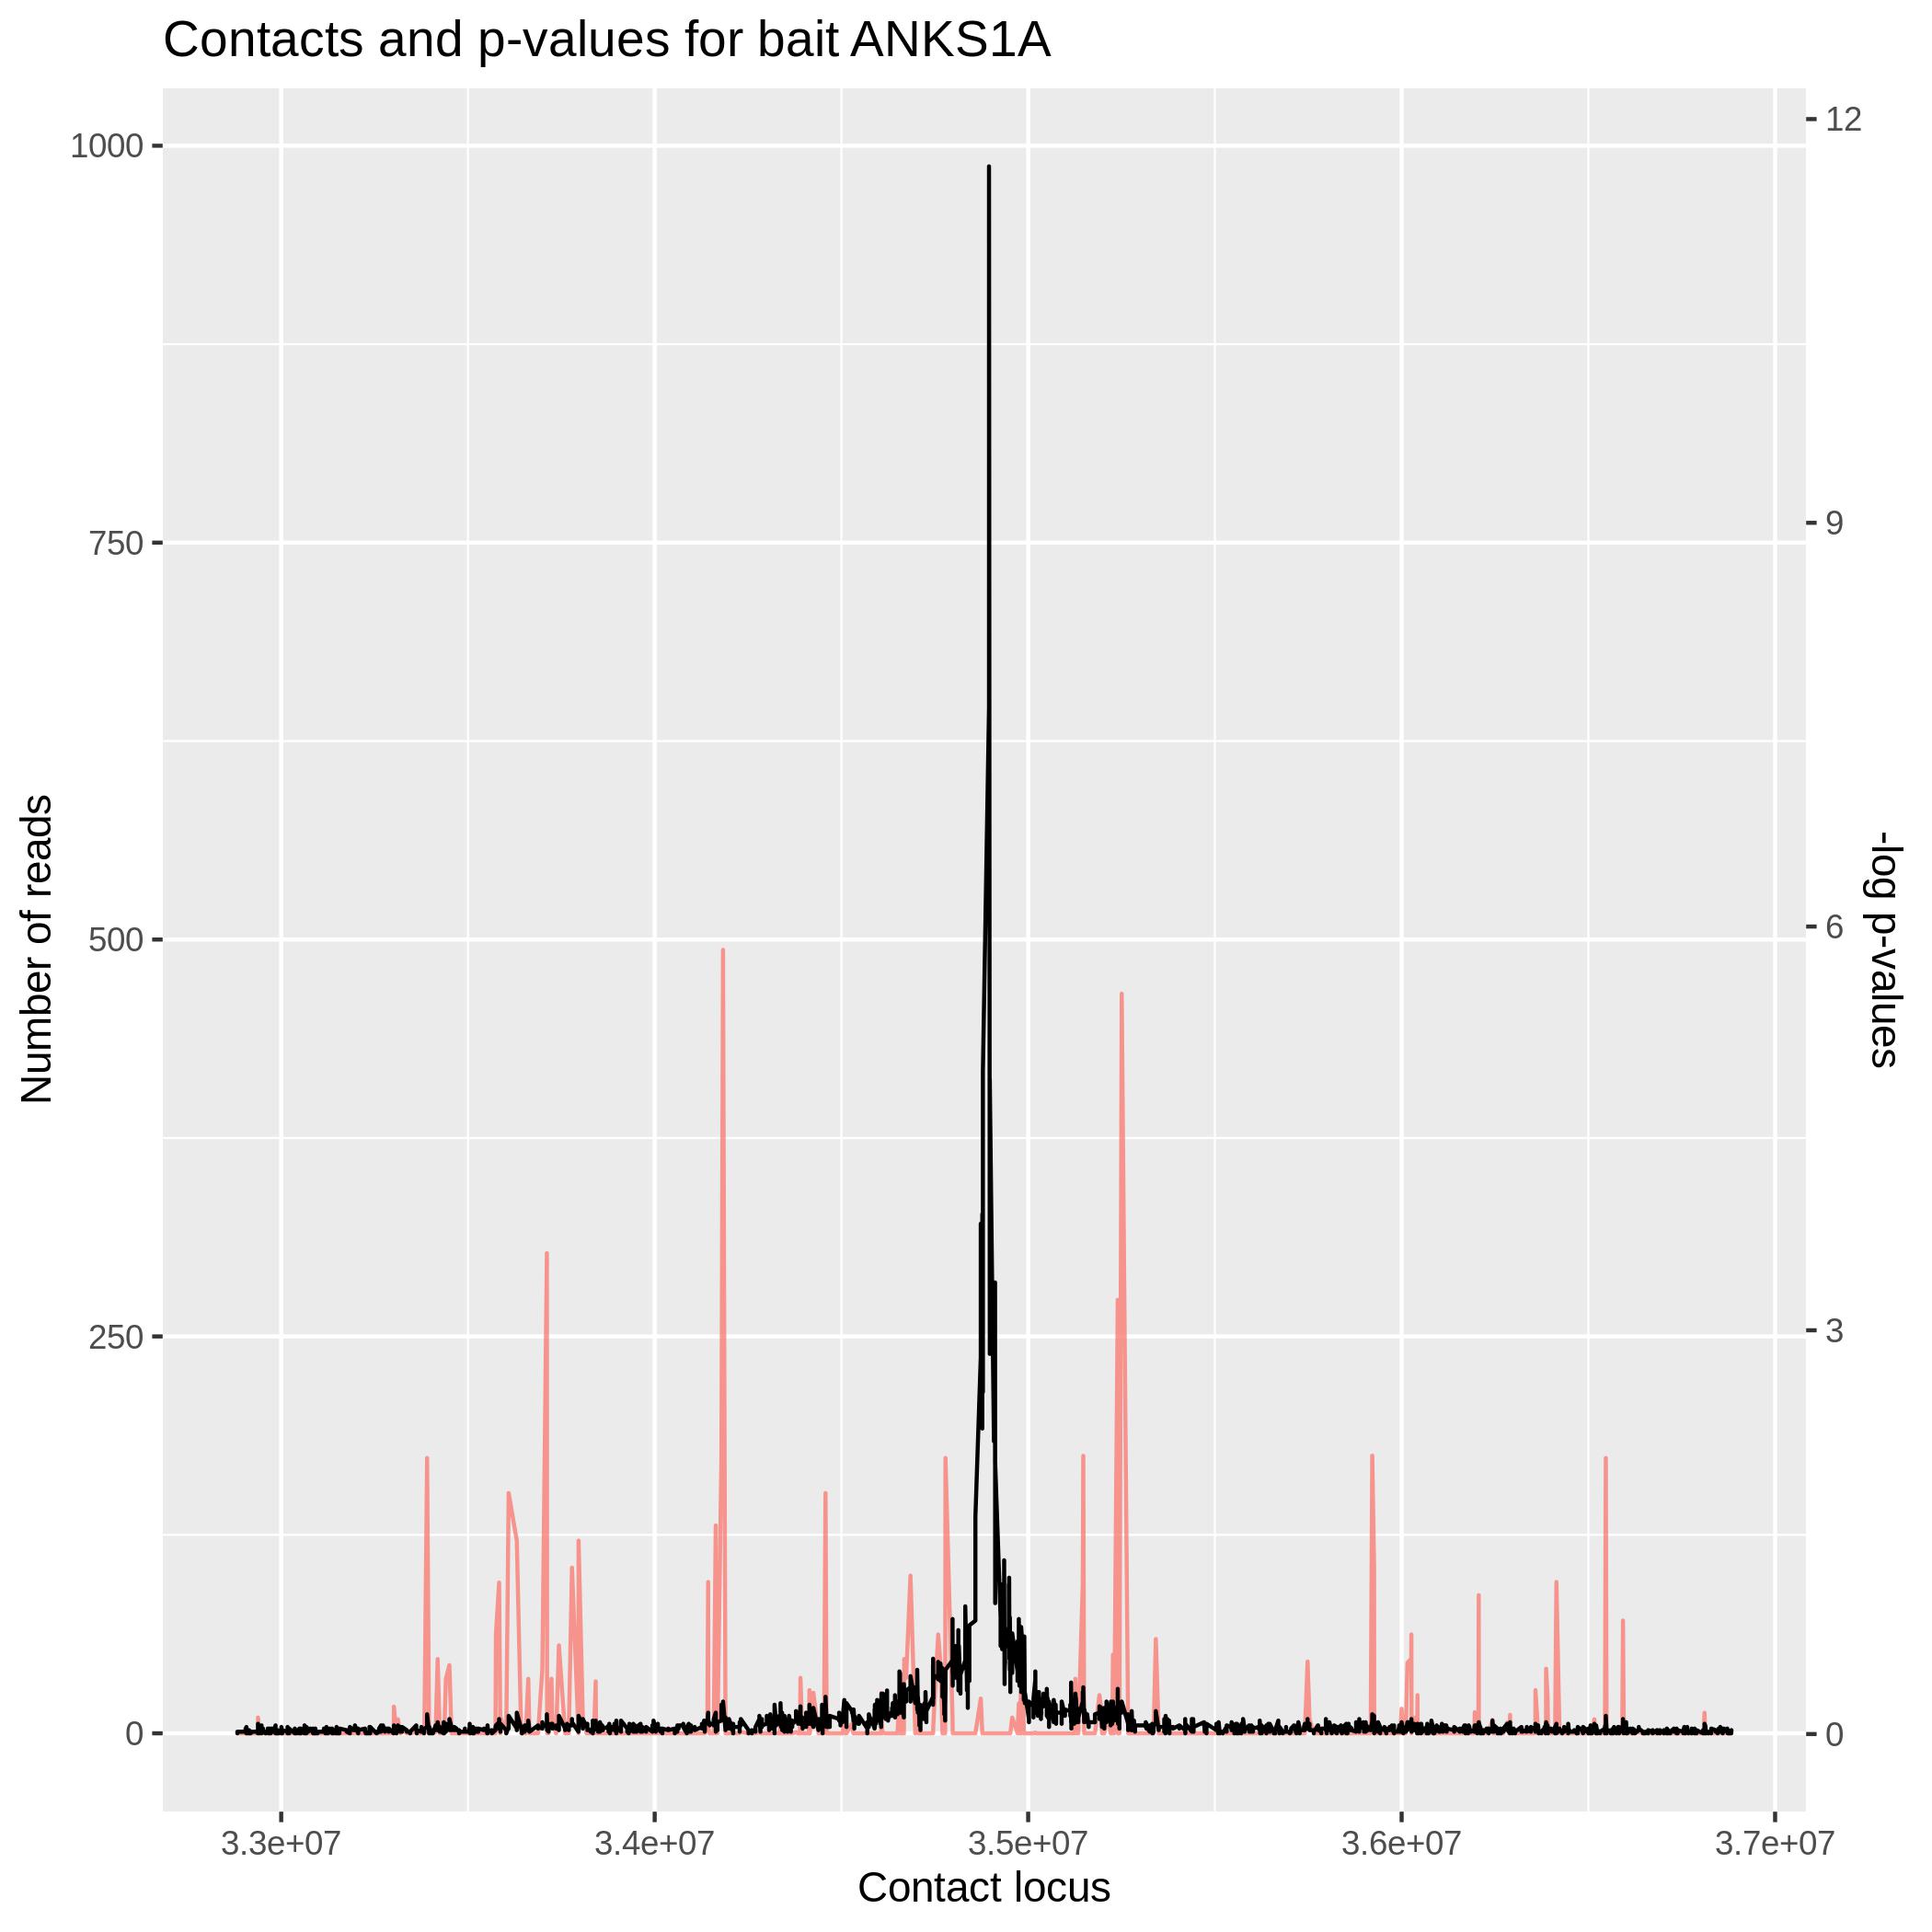 Contacts and p-values for bait ANKS1A
1000
750
500
250
0
Number of reads
12
9
6
3
0
-log p-values
3.3e+07
3.4e+07
3.5e+07
3.6e+07
3.7e+07
Contact locus